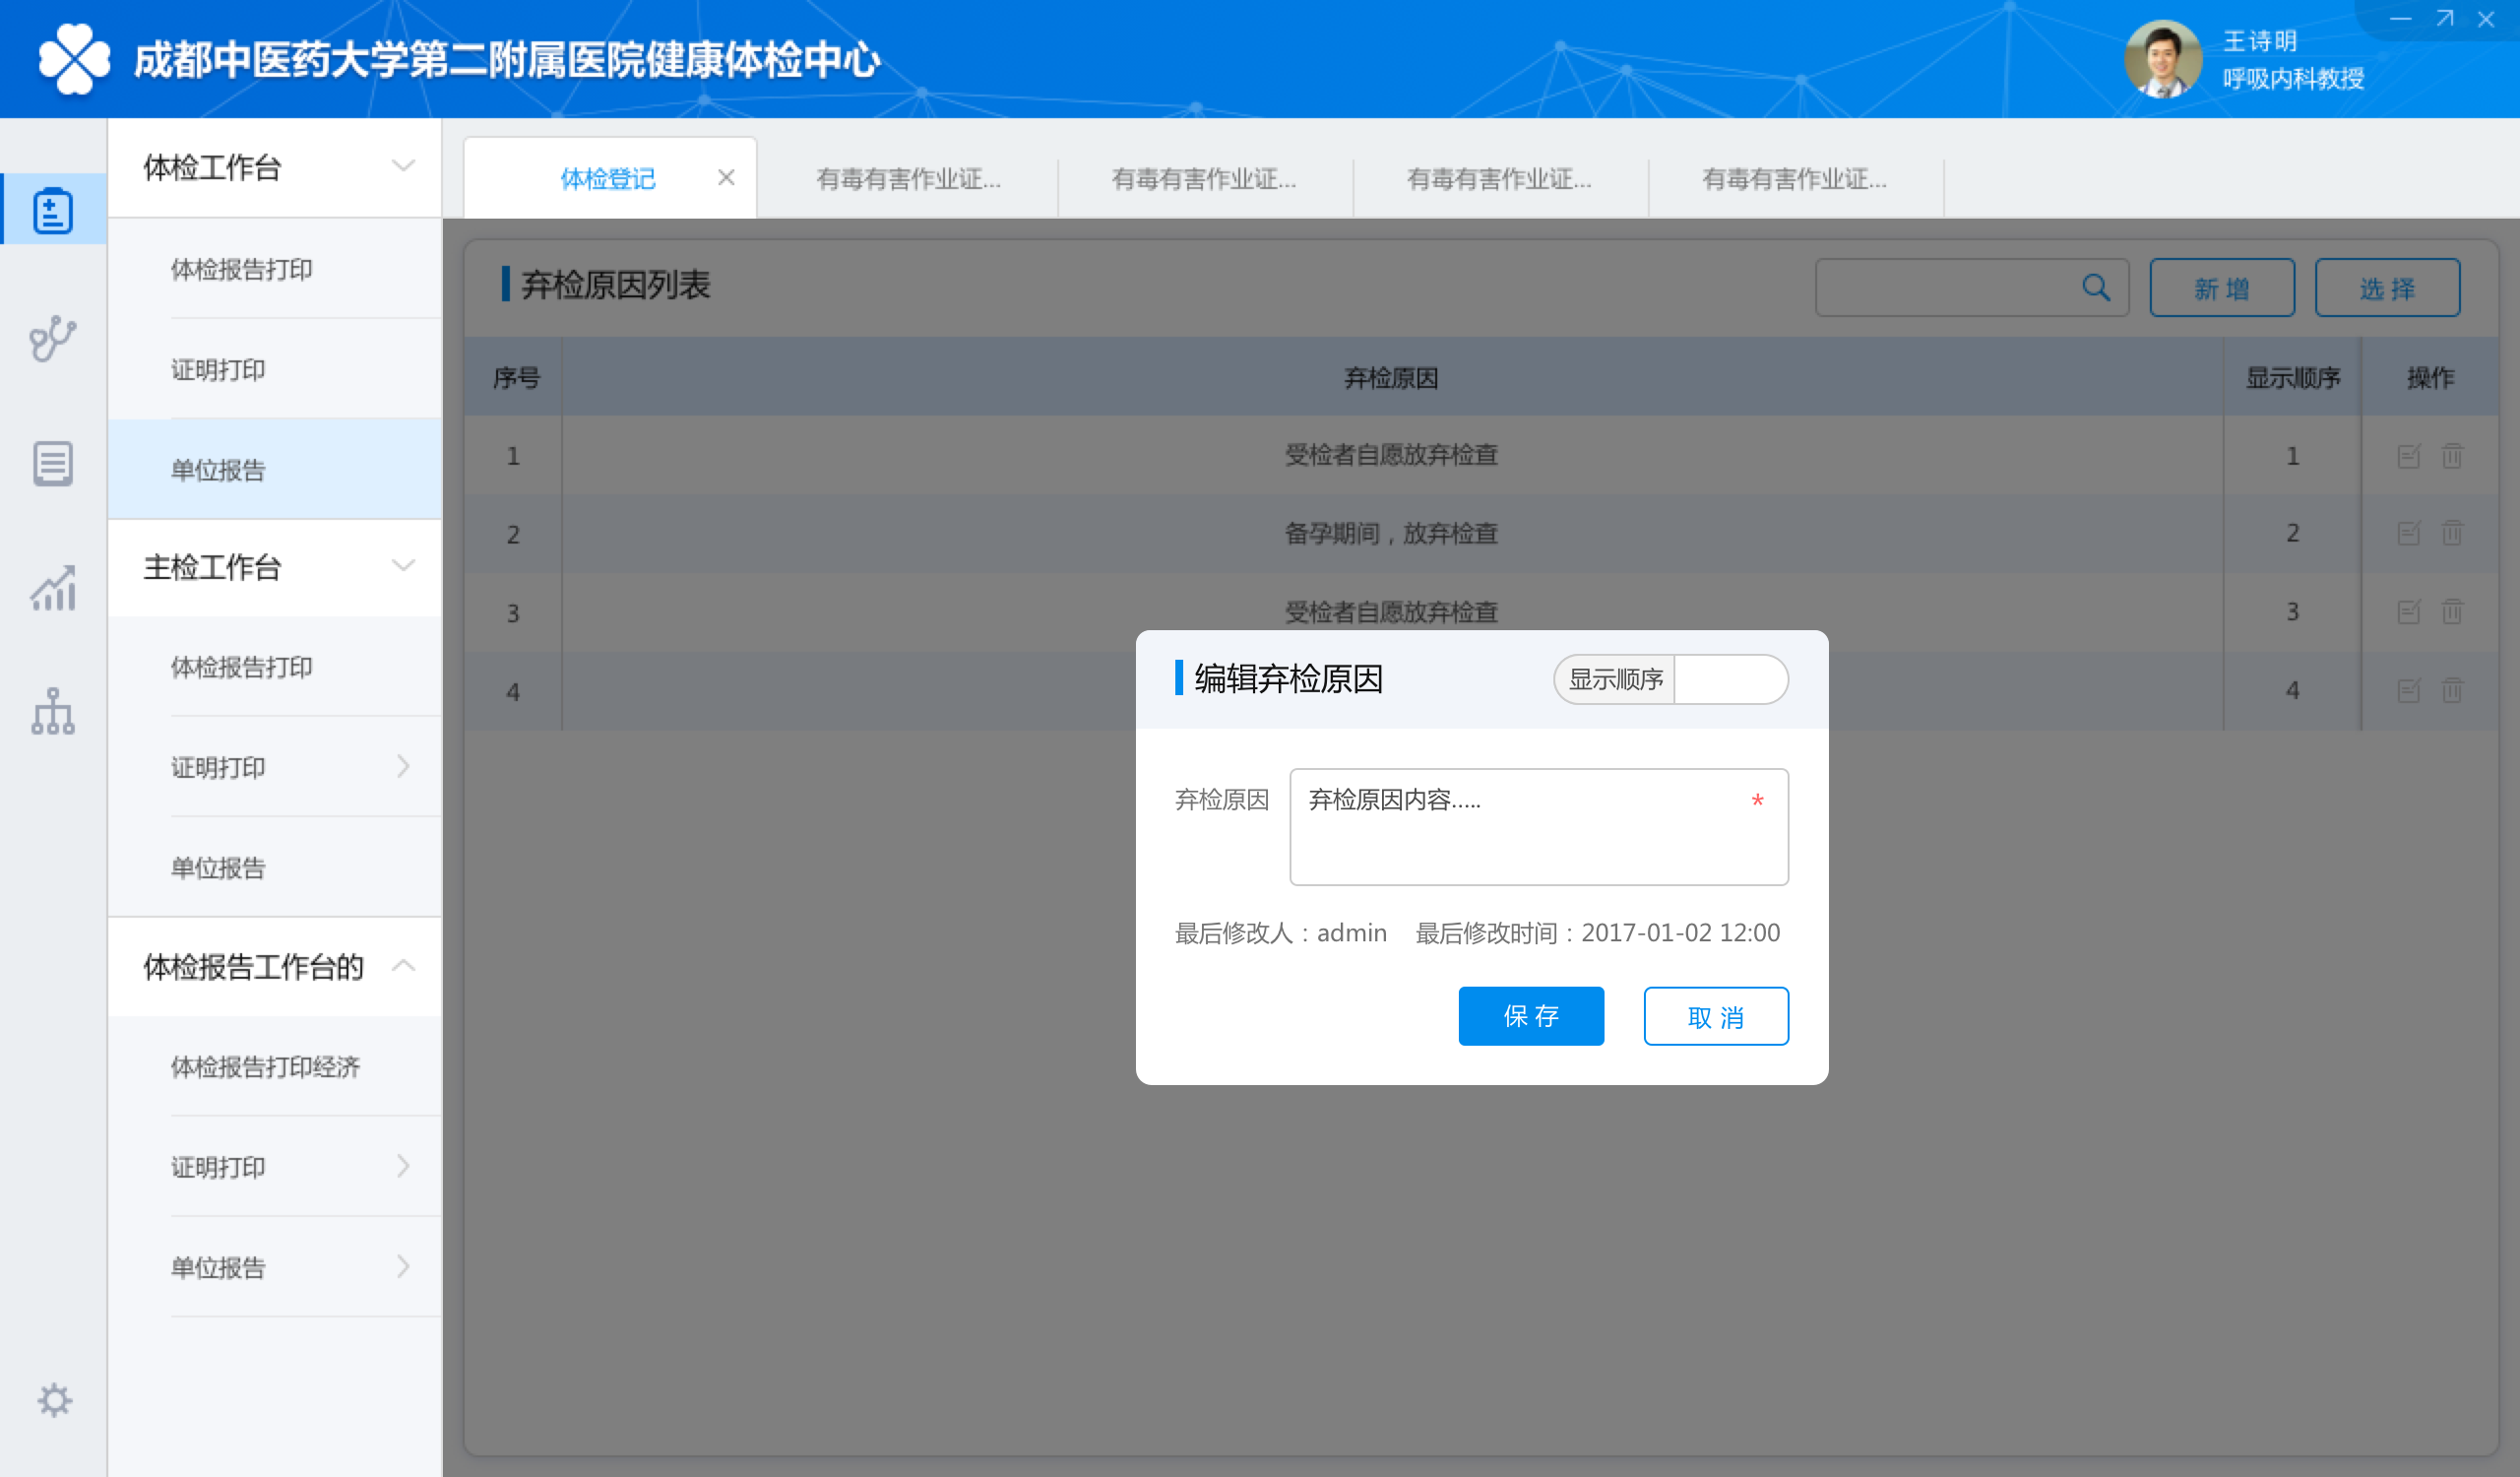 成都中医药大学第二附属医院健康体检中心
王诗明
呼吸内科教授
体检工作台
体检报告打印
证明打印
单位报告
主检工作台
体检报告打印
证明打印
单位报告
体检报告工作台的
体检报告打印经济
证明打印
单位报告
体检登记
有毒有害作业证...
有毒有害作业证...
有毒有害作业证...
有毒有害作业证...
弃检原因列表
新 增
选 择
序号 弃检原因 显示顺序 操作
1 受检者自愿放弃检查 1
2 备孕期间，放弃检查 2
3 受检者自愿放弃检查 3
4 4
编辑弃检原因
显示顺序
弃检原因
弃检原因内容.....
*
最后修改人：admin 最后修改时间：2017-01-02 12:00
保 存
取 消